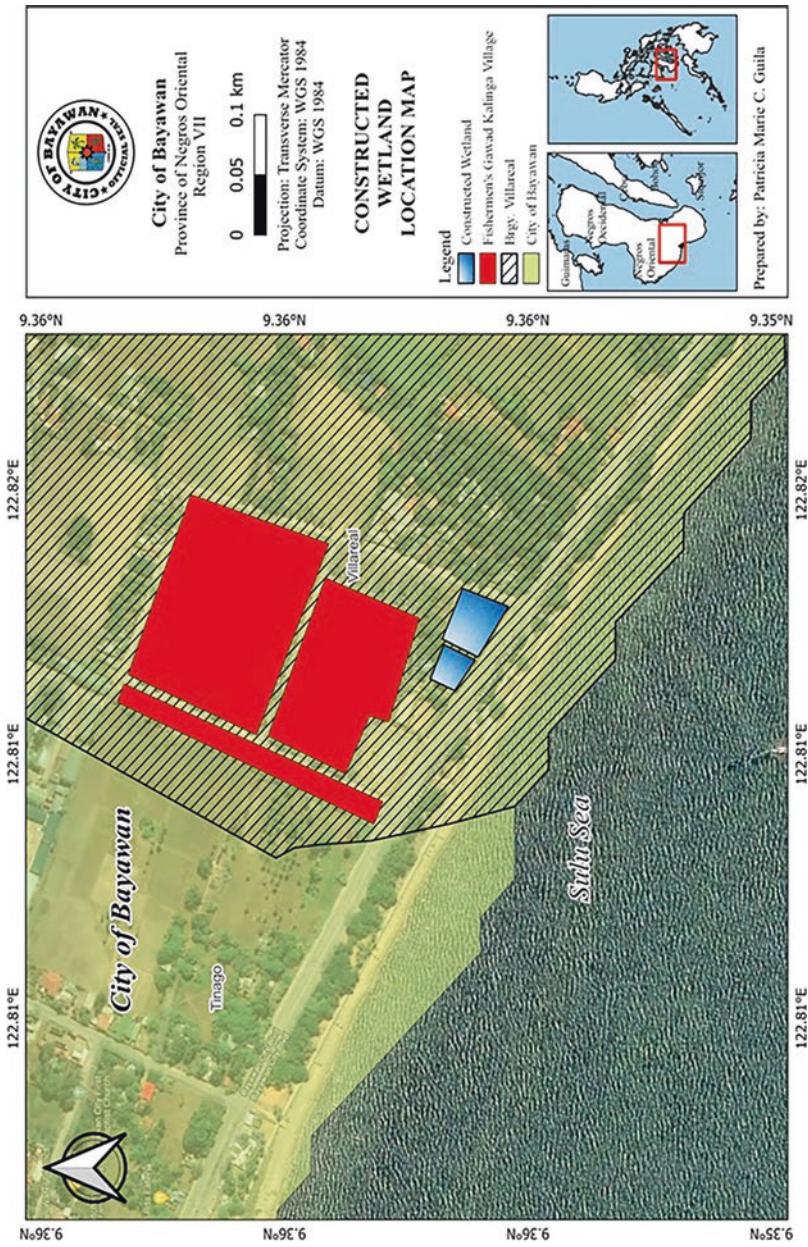 9.36°N
9.36°N
9.36°N
9.35°N
122.81°E
122.81°E
122.82°E
City of Bayawan
Tinago
Villareal
Sulu Sea
122.81°E
122.81°E
122.82°E
9.36°N
9.36°N
9.36°N
9.35°N
CITY OF BAYAWAN
City of Bayawan
Province of Negros Oriental
Region VII
0 0.05 0.1 km
Projection: Transverse Mercator
Coordinate System: WGS 1984
Datum: WGS 1984
CONSTRUCTED
WETLAND
LOCATION MAP
Legend
Constructed Wetland
Fishermen's Gawad Kalinga Village
Brgy. Villareal
City of Bayawan
Guimaras
Negros
Occidental
Cebu
Bohol
Negros
Oriental
Siquijor
Prepared by: Patricia Marie C. Guila